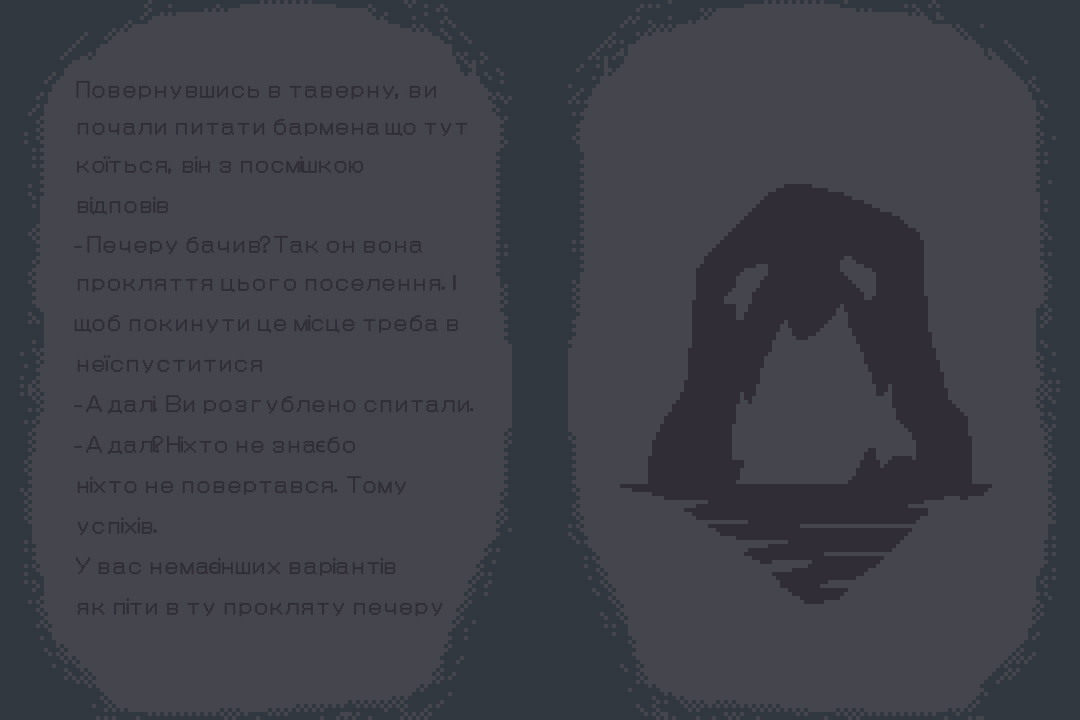 Повернувшись в таверну, ви
почали питати бармена що тут
коїться, він з посмішкою
відповів
-Печеру бачив? Так он вона
прокляття цього поселення. І
щоб покинути це місце треба в
неї спуститися
-А далі. Ви розгублено спитали.
-А далі? Ніхто не знає бо
ніхто не повертався. Тому
успіхів.
У вас немає інших варіантів
як піти в ту прокляту печеру